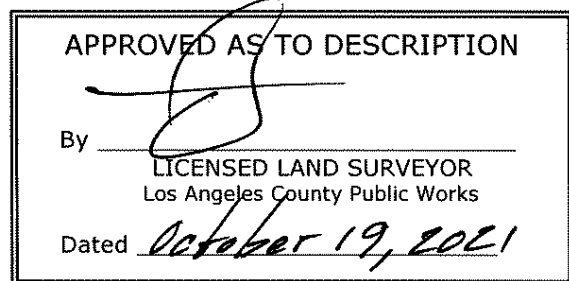 APPROVED AS TO DESCRIPTION
By
LICENSED LAND SURVEYOR
Los Angeles County Public Works
Dated October 19, 2021